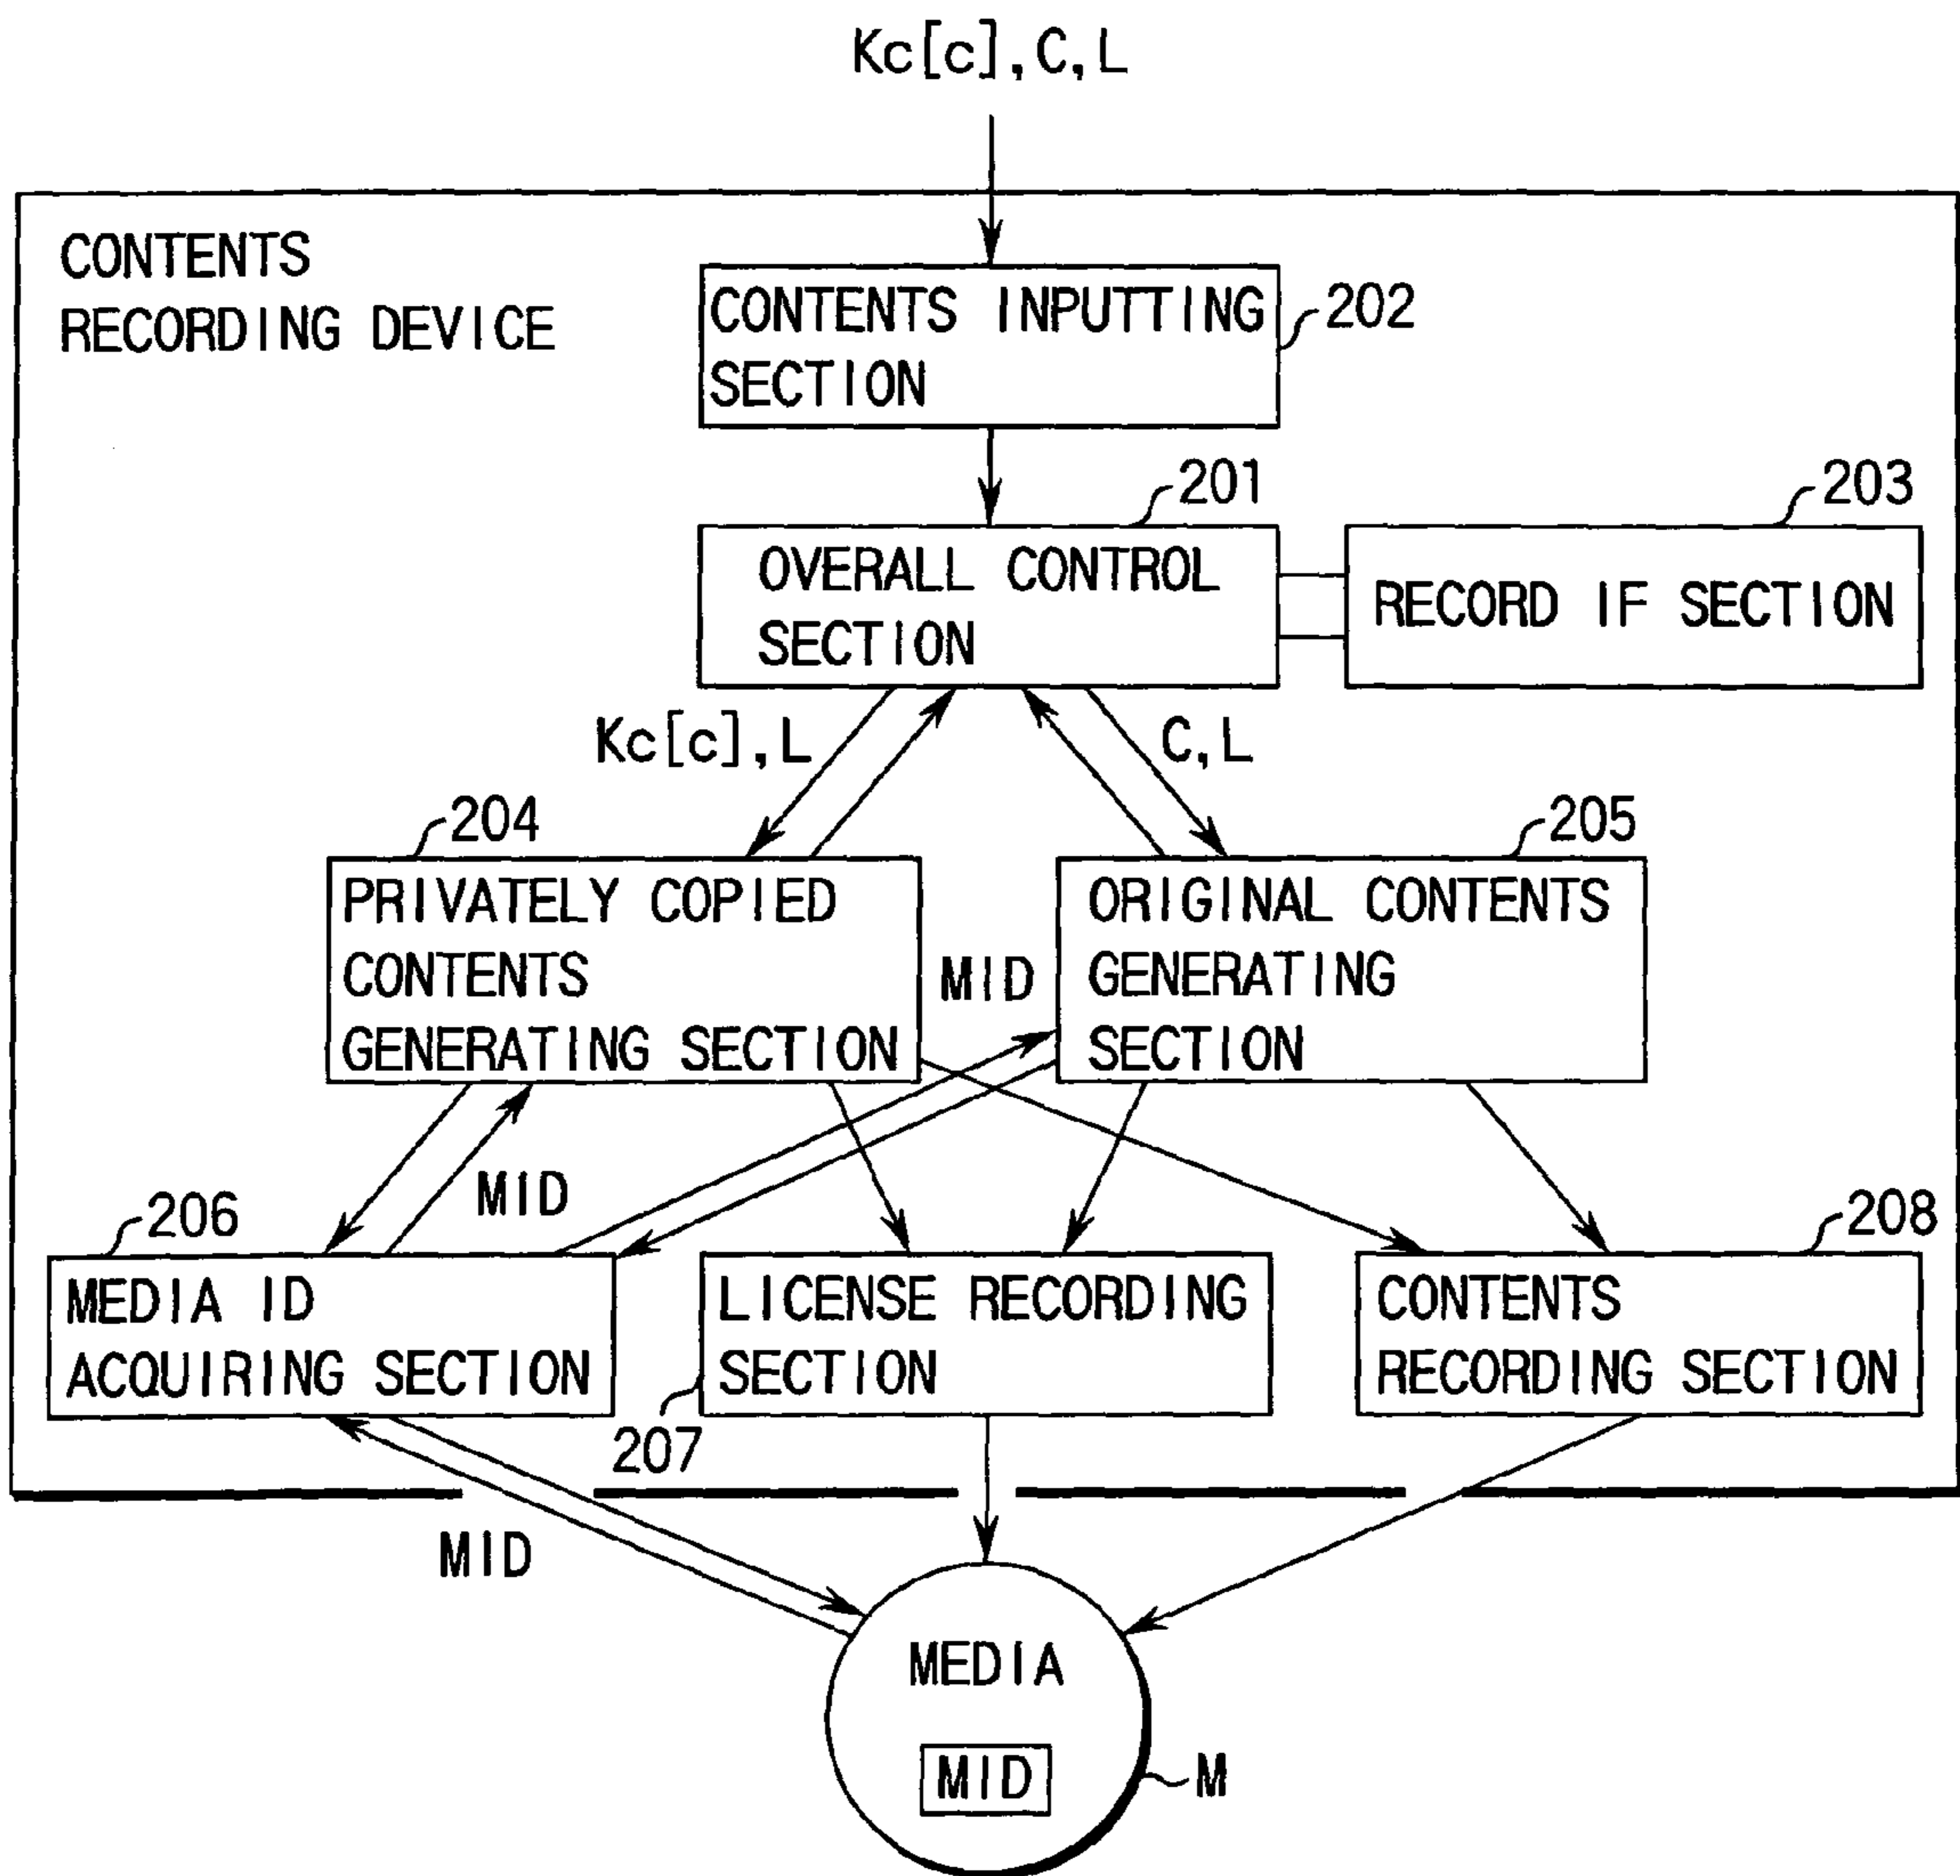 Kc[c],C,L
CONTENTS
RECORDING DEVICE
CONTENTS INPUTTING
SECTION
202
201
203
OVERALL CONTROL
SECTION
RECORD IF SECTION
Kc[c],L
C,L
204
205
PRIVATELY COPIED
CONTENTS
GENERATING SECTION
MID
ORIGINAL CONTENTS
GENERATING
SECTION
MID
206
208
MEDIA ID
ACQUIRING SECTION
LICENSE RECORDING
SECTION
CONTENTS
RECORDING SECTION
207
MID
MEDIA
MID
M